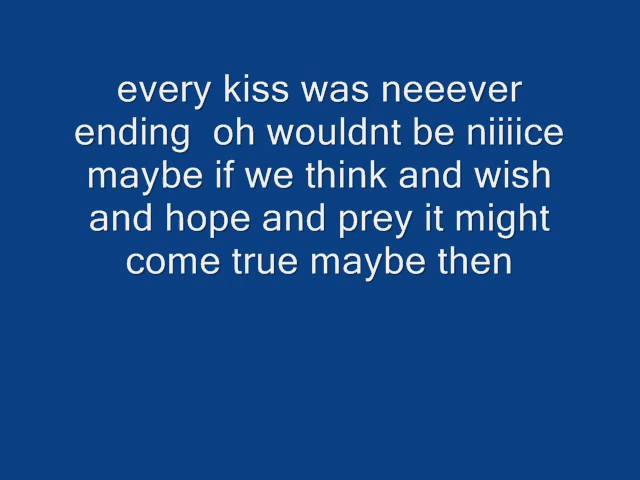 every kiss was neeever
ending  oh wouldnt be niiiice
maybe if we think and wish
and hope and prey it might
come true maybe then